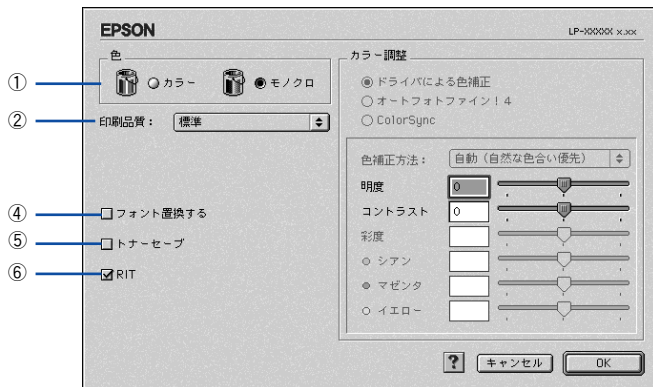 EPSON
LP-XXXXX x.xx
色
① カラー モノクロ
② 印刷品質： 標準
④ フォント置換する
⑤ トナーセーブ
⑥ RIT
カラー調整
ドライバによる色補正
オートフォトファイン！4
ColorSync
色補正方法： 自動（自然な色合い優先）
明度 0
コントラスト 0
彩度
シアン
マゼンタ
イエロー
? キャンセル OK